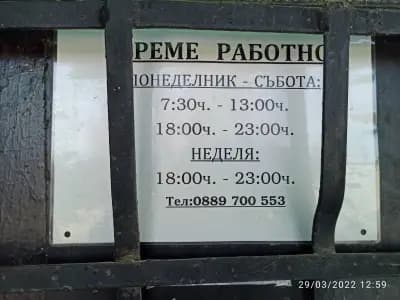 РЕМЕ РАБОТНО
ПОНЕДЕЛНИК - СЪБОТА:
7:30ч. - 13:00ч.
18:00ч. - 23:00ч.
НЕДЕЛЯ:
18:00ч. - 23:00ч.
Тел:0889 700 553
29/03/2022 12:59